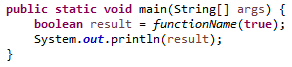 public static void main(String[] args) {
    boolean result = functionName(true);
    System.out.println(result);
}